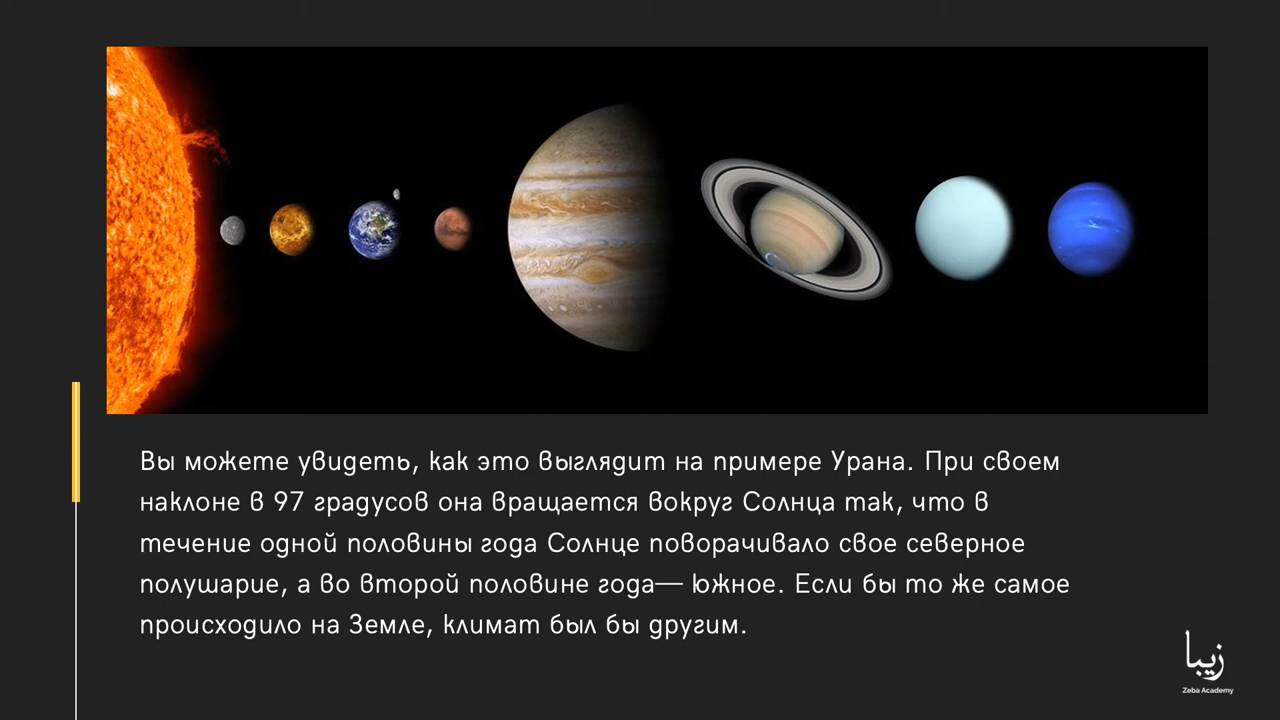 Вы можете увидеть, как это выглядит на примере Урана. При своем
наклоне в 97 градусов она вращается вокруг Солнца так, что в
течение одной половины года Солнце поворачивало свое северное
полушарие, а во второй половине года— южное. Если бы то же самое
происходило на Земле, климат был бы другим.
زیبا
Zeba Academy